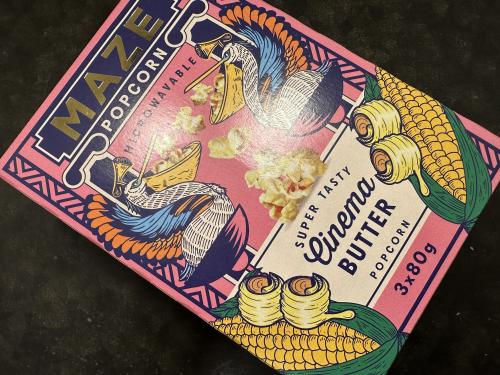 MAZE
POPCORN
MICROWAVABLE
SUPER TASTY
Cinema
BUTTER
POPCORN
3x80g